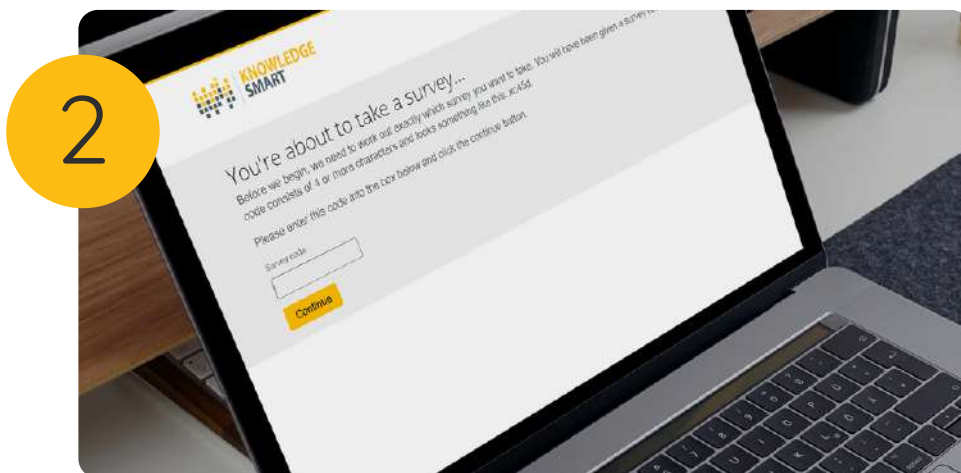 2
KNOWLEDGE
SMART
You're about to take a survey...
Before we begin, we need to work out exactly which survey you want to take. You will have been given a survey
code consists of 4 or more characters and looks something like this: xc45d.
Please enter this code into the box below and click the continue button.
Survey code
Continue